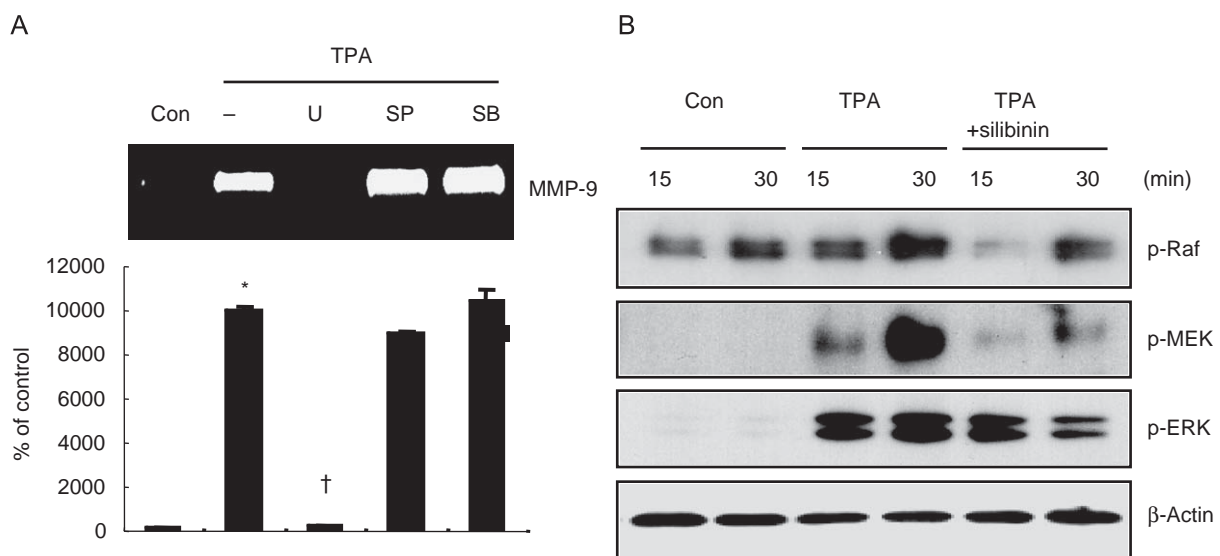 A
TPA
Con – U SP SB
MMP-9
12000
10000
8000
6000
4000
2000
0
% of control
*
†
B
Con TPA TPA
+silibinin
15 30 15 30 15 30 (min)
p-Raf
p-MEK
p-ERK
β-Actin